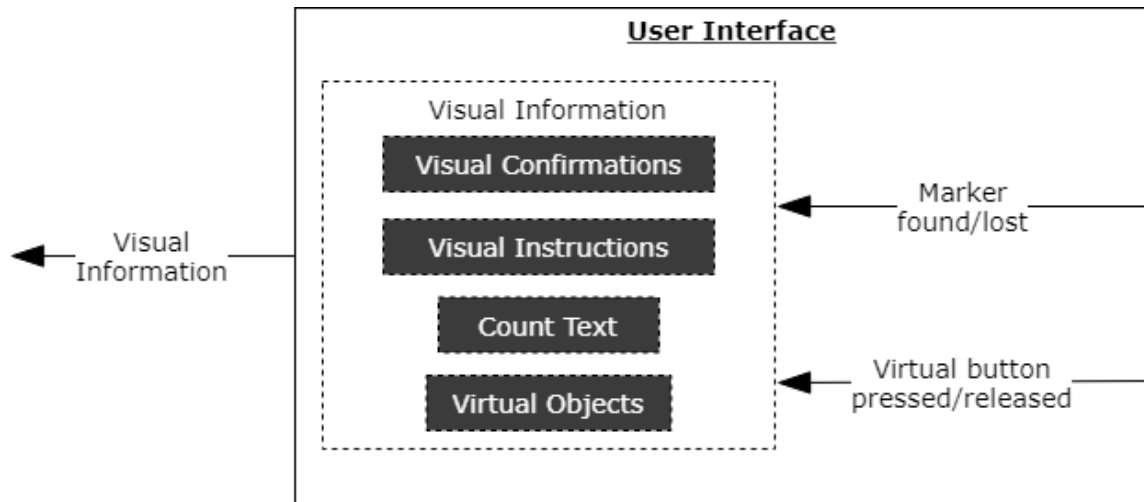 User Interface
Visual Information
Visual Confirmations
Visual Instructions
Count Text
Virtual Objects
Marker
found/lost
Virtual button
pressed/released
Visual
Information